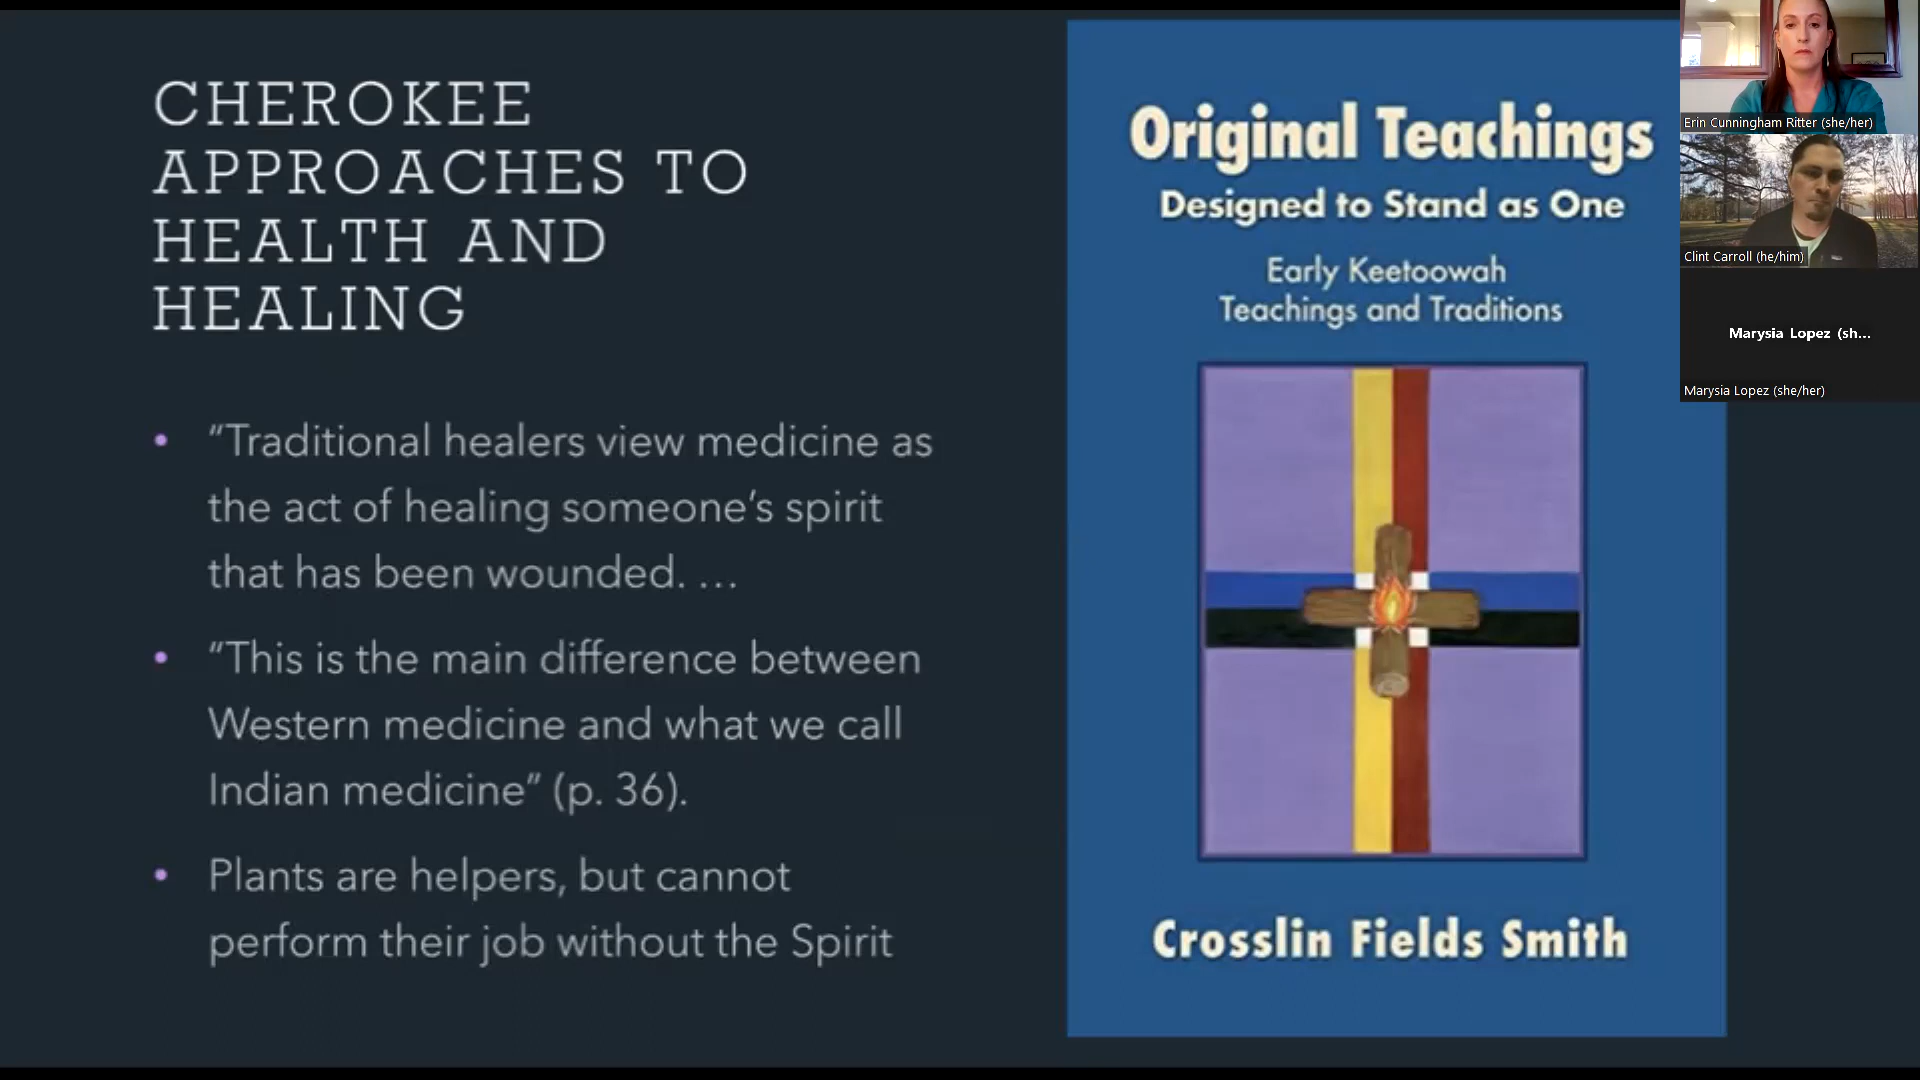 CHEROKEE
APPROACHES TO
HEALTH AND
HEALING
• “Traditional healers view medicine as
the act of healing someone’s spirit
that has been wounded. …
• “This is the main difference between
Western medicine and what we call
Indian medicine” (p. 36).
• Plants are helpers, but cannot
perform their job without the Spirit
Original Teachings
Designed to Stand as One
Early Keetoowah
Teachings and Traditions
Crosslin Fields Smith
Erin Cunningham Ritter (she/her)
Clint Carroll (he/him)
Marysia Lopez (sh...
Marysia Lopez (she/her)